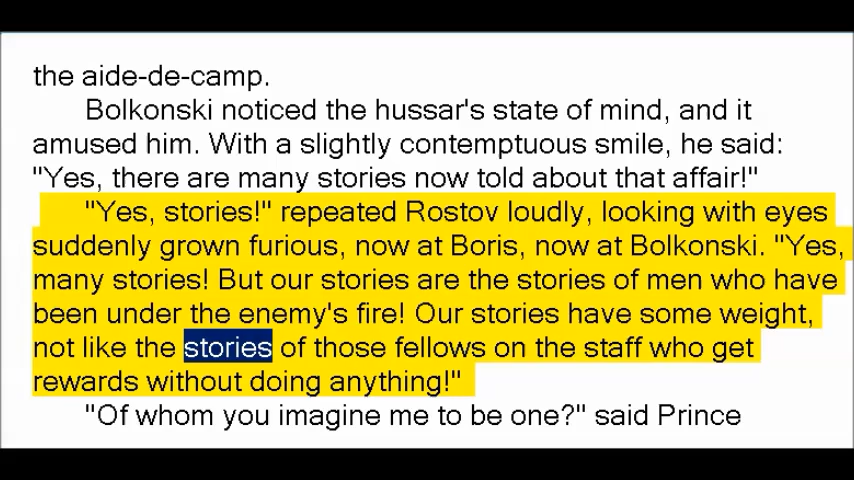 the aide-de-camp.
Bolkonski noticed the hussar's state of mind, and it
amused him. With a slightly contemptuous smile, he said:
"Yes, there are many stories now told about that affair!"
"Yes, stories!" repeated Rostov loudly, looking with eyes
suddenly grown furious, now at Boris, now at Bolkonski. "Yes,
many stories! But our stories are the stories of men who have
been under the enemy's fire! Our stories have some weight,
not like the stories of those fellows on the staff who get
rewards without doing anything!"
"Of whom you imagine me to be one?" said Prince